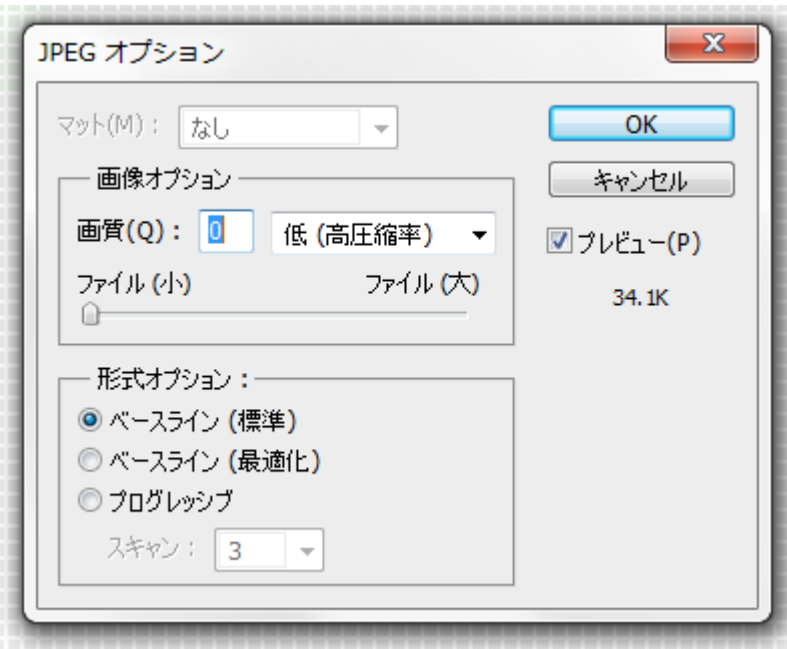 JPEG オプション
マット(M)： なし
OK
画像オプション
キャンセル
画質(Q)： 0 低 (高圧縮率)
プレビュー(P)
ファイル (小) ファイル (大)
34.1K
形式オプション：
ベースライン (標準)
ベースライン (最適化)
プログレッシブ
スキャン： 3